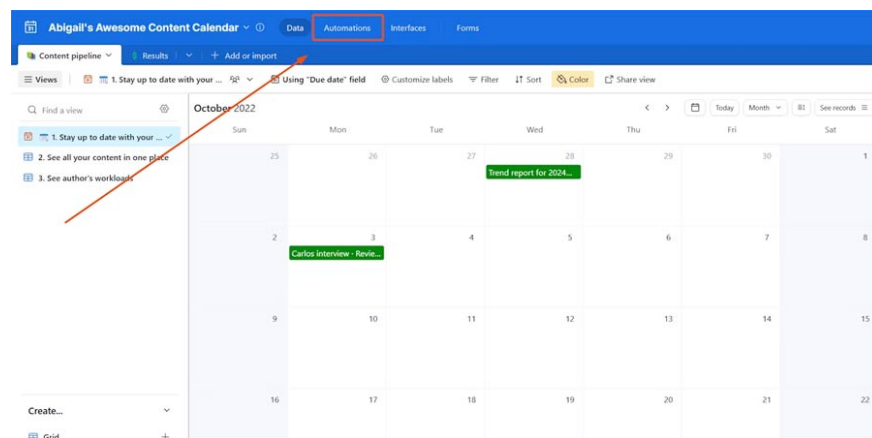 Abigail's Awesome Content Calendar Data Automations Interfaces Forms
Content pipeline Results + Add or import
Views 1. Stay up to date with your ... Using "Due date" field Customize labels Filter Sort Color Share view
Find a view October 2022 Today Month See records
Sun Mon Tue Wed Thu Fri Sat
1. Stay up to date with your ...
2. See all your content in one place
3. See author's workloads
25 26 27 28 29 30 1
Trend report for 2024...
2 3 4 5 6 7 8
Carlos interview · Revie...
9 10 11 12 13 14 15
16 17 18 19 20 21 22
Create...
Grid +